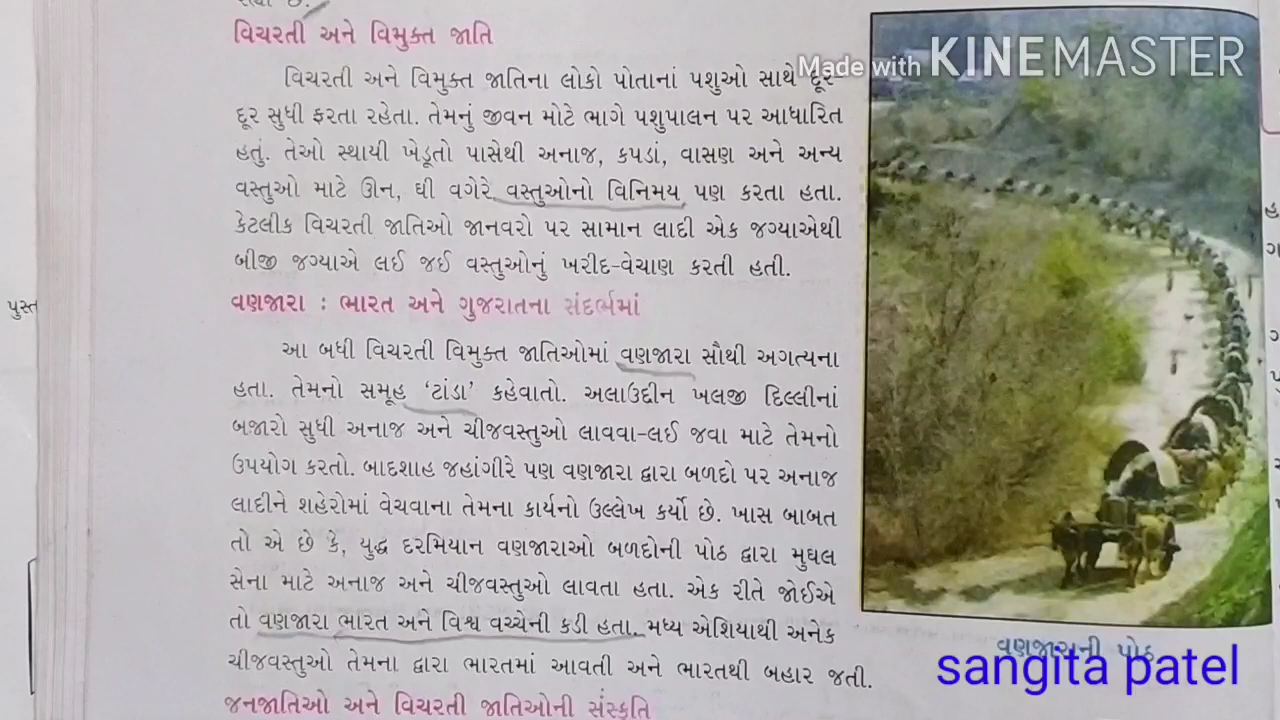 છે.
વિચરતી અને વિમુક્ત જાતિ
વિચરતી અને વિમુક્ત જાતિના લોકો પોતાનાં પશુઓ સાથે દૂર-
દૂર સુધી ફરતા રહેતા. તેમનું જીવન મોટે ભાગે પશુપાલન પર આધારિત
હતું. તેઓ સ્થાયી ખેડૂતો પાસેથી અનાજ, કપડાં, વાસણ અને અન્ય
વસ્તુઓ માટે ઊન, ઘી વગેરે વસ્તુઓનો વિનિમય પણ કરતા હતા.
કેટલીક વિચરતી જાતિઓ જાનવરો પર સામાન લાદી એક જગ્યાએથી
બીજી જગ્યાએ લઈ જઈ વસ્તુઓનું ખરીદ-વેચાણ કરતી હતી.
વણજારા : ભારત અને ગુજરાતના સંદર્ભમાં
આ બધી વિચરતી વિમુક્ત જાતિઓમાં વણજારા સૌથી અગત્યના
હતા. તેમનો સમૂહ ‘ટાંડા’ કહેવાતો. અલાઉદ્દીન ખલજી દિલ્લીનાં
બજારો સુધી અનાજ અને ચીજવસ્તુઓ લાવવા-લઈ જવા માટે તેમનો
ઉપયોગ કરતો. બાદશાહ જહાંગીરે પણ વણજારા દ્વારા બળદો પર અનાજ
લાદીને શહેરોમાં વેચવાના તેમના કાર્યનો ઉલ્લેખ કર્યો છે. ખાસ બાબત
તો એ છે કે, યુદ્ધ દરમિયાન વણજારાઓ બળદોની પોઠ દ્વારા મુઘલ
સેના માટે અનાજ અને ચીજવસ્તુઓ લાવતા હતા. એક રીતે જોઈએ
તો વણજારા ભારત અને વિશ્વ વચ્ચેની કડી હતા. મધ્ય એશિયાથી અનેક
ચીજવસ્તુઓ તેમના દ્વારા ભારતમાં આવતી અને ભારતથી બહાર જતી.
જનજાતિઓ અને વિચરતી જાતિઓની સંસ્કૃતિ
Made with KINEMASTER
વણજારાની પોઠ
sangita patel